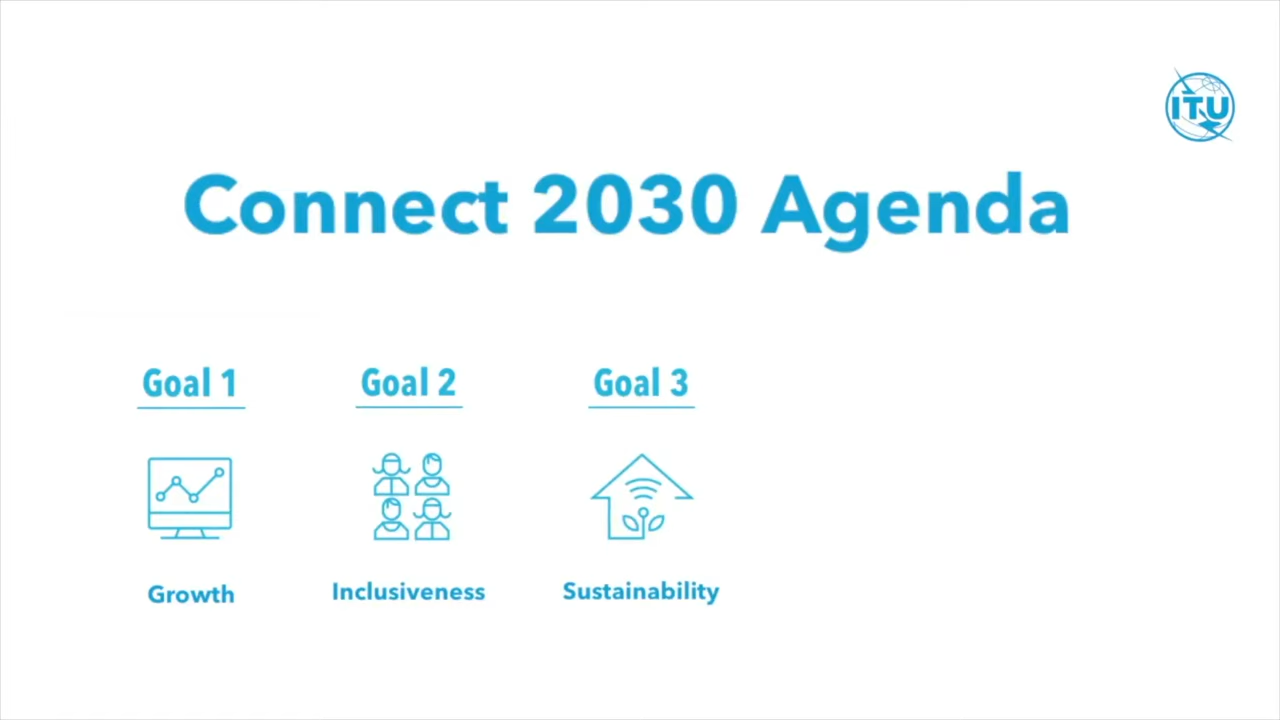 ITU
Connect 2030 Agenda
Goal 1
Goal 2
Goal 3
Growth
Inclusiveness
Sustainability